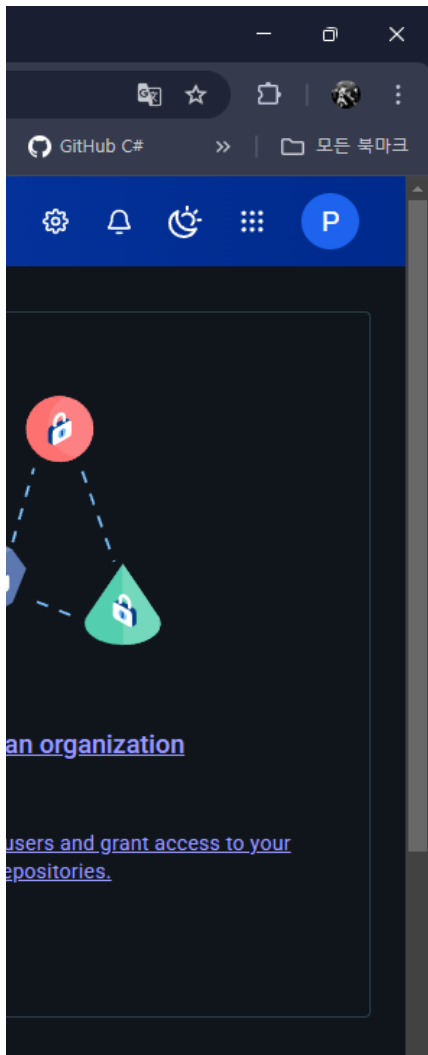 GitHub C#
모든 북마크
P
an organization
users and grant access to your
epositories.